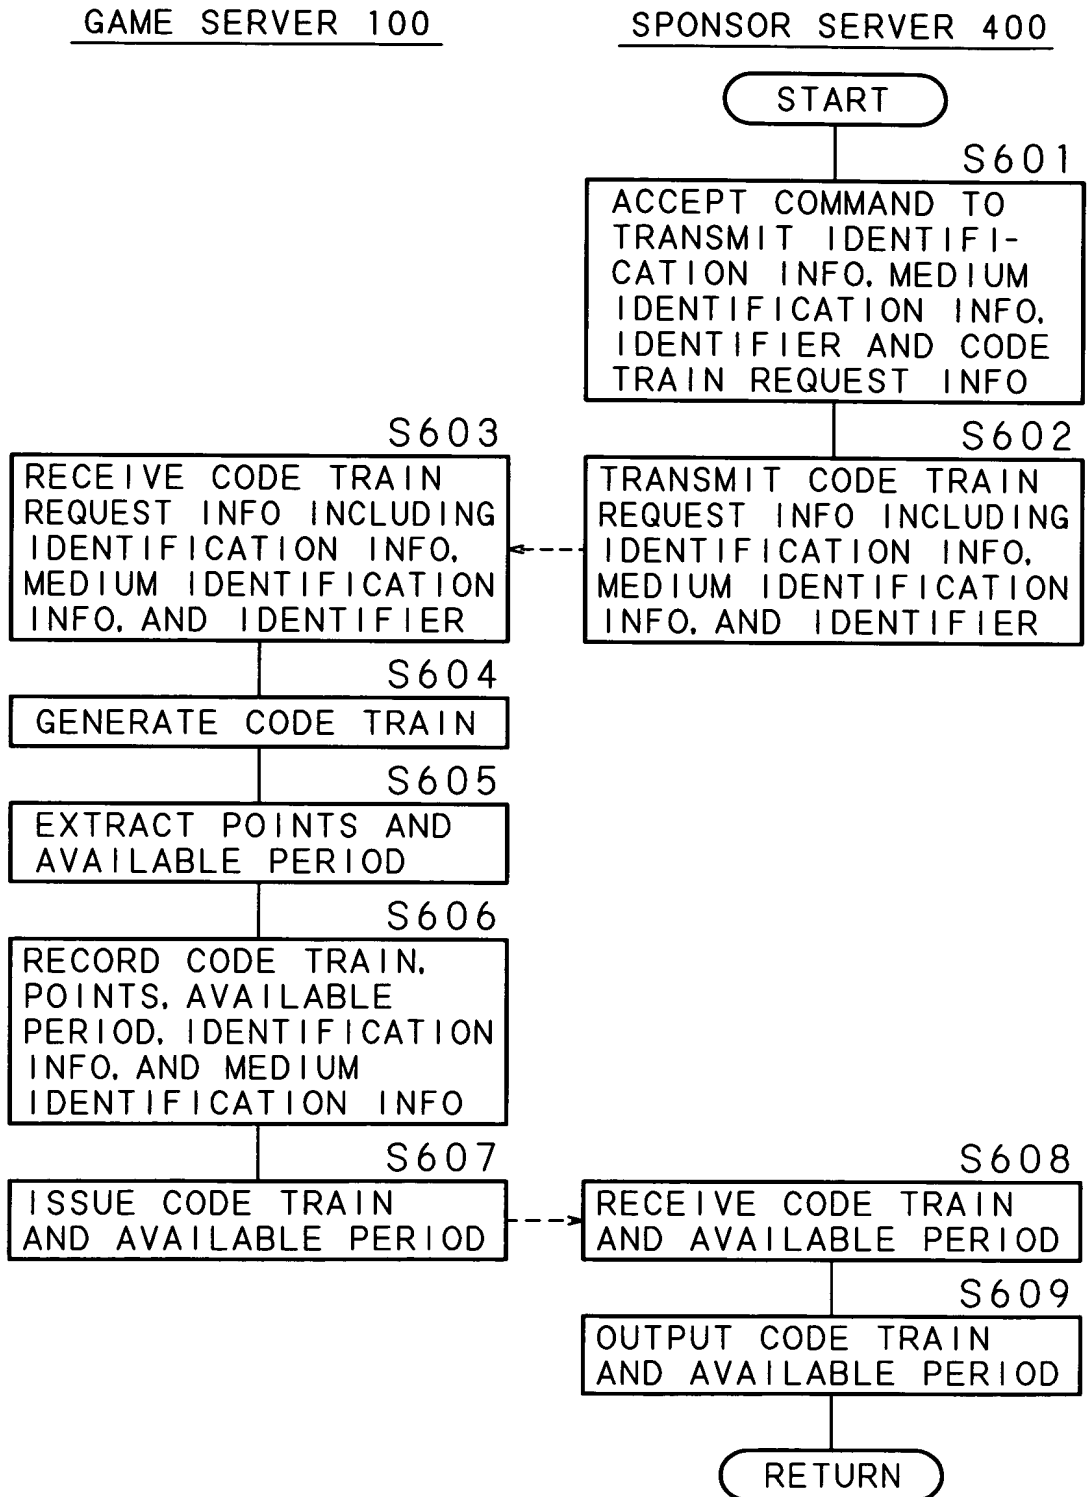 GAME SERVER 100
SPONSOR SERVER 400
START
S601
ACCEPT COMMAND TO
TRANSMIT IDENTIFI-
CATION INFO, MEDIUM
IDENTIFICATION INFO,
IDENTIFIER AND CODE
TRAIN REQUEST INFO
S602
TRANSMIT CODE TRAIN
REQUEST INFO INCLUDING
IDENTIFICATION INFO,
MEDIUM IDENTIFICATION
INFO, AND IDENTIFIER
S603
RECEIVE CODE TRAIN
REQUEST INFO INCLUDING
IDENTIFICATION INFO,
MEDIUM IDENTIFICATION
INFO, AND IDENTIFIER
S604
GENERATE CODE TRAIN
S605
EXTRACT POINTS AND
AVAILABLE PERIOD
S606
RECORD CODE TRAIN,
POINTS, AVAILABLE
PERIOD, IDENTIFICATION
INFO, AND MEDIUM
IDENTIFICATION INFO
S607
ISSUE CODE TRAIN
AND AVAILABLE PERIOD
S608
RECEIVE CODE TRAIN
AND AVAILABLE PERIOD
S609
OUTPUT CODE TRAIN
AND AVAILABLE PERIOD
RETURN